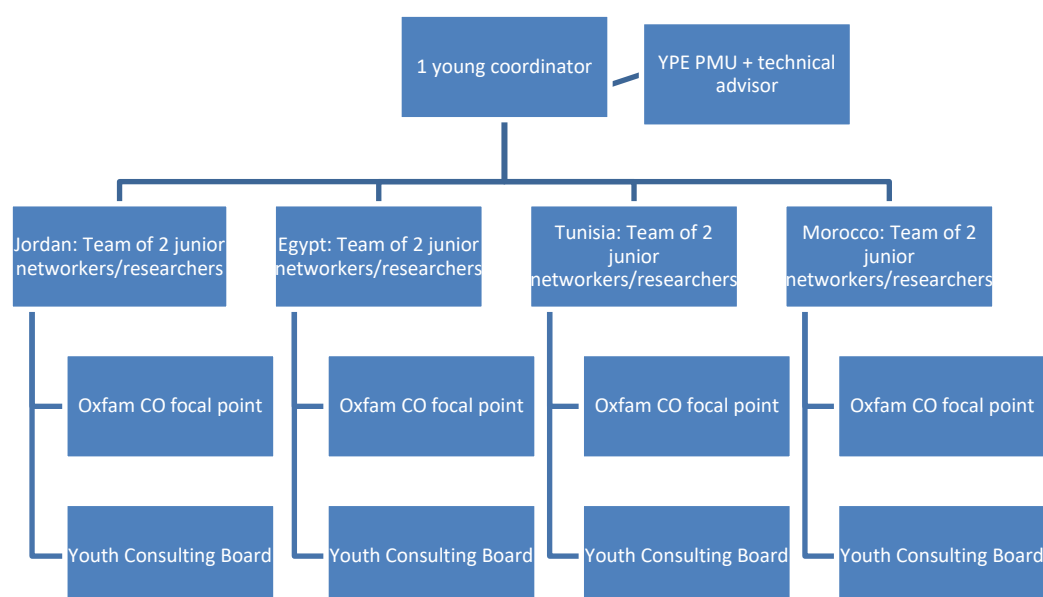 1 young coordinator
YPE PMU + technical
advisor
Jordan: Team of 2 junior
networkers/researchers
Egypt: Team of 2 junior
networkers/researchers
Tunisia: Team of 2
junior
networkers/researchers
Morocco: Team of 2
junior
networkers/researchers
Oxfam CO focal point
Oxfam CO focal point
Oxfam CO focal point
Oxfam CO focal point
Youth Consulting Board
Youth Consulting Board
Youth Consulting Board
Youth Consulting Board